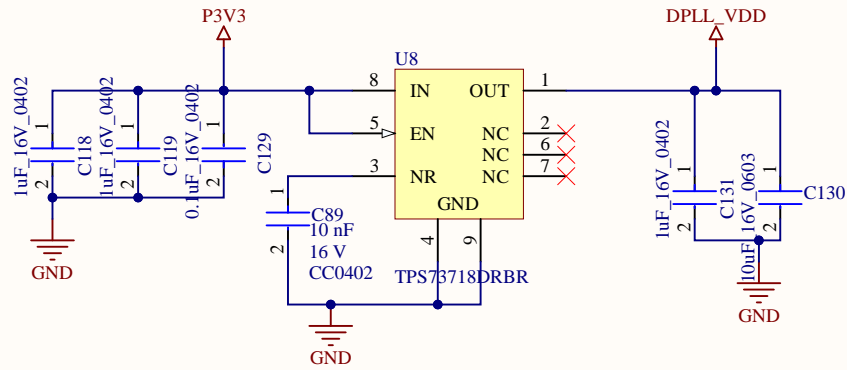 P3V3
DPLL_VDD
U8
8
IN
OUT
1
5
EN
NC
2
NC
6
3
NR
NC
7
GND
4
9
TPS73718DRBR
1uF_16V_0402
1
2
C118
1uF_16V_0402
1
2
C119
0.1uF_16V_0402
1
2
C129
GND
1
2
C89
10 nF
16 V
CC0402
GND
1uF_16V_0402
1
2
C131
10uF_16V_0603
1
2
C130
GND